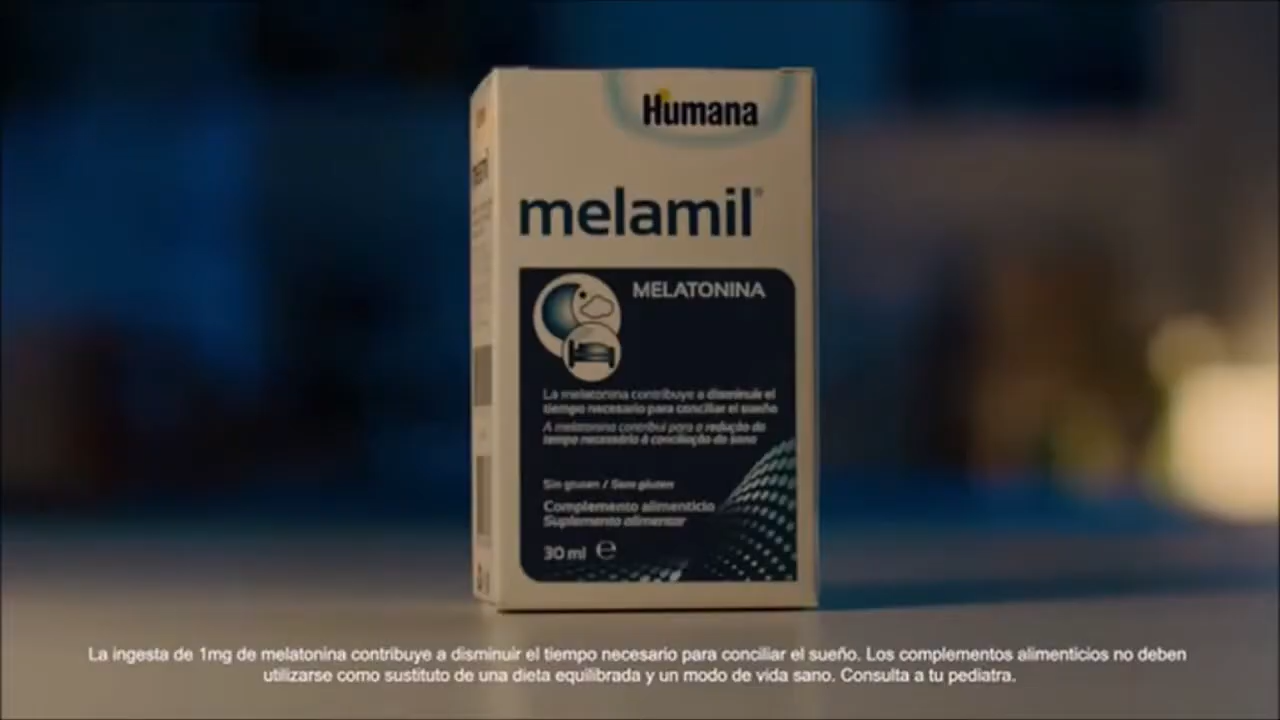 Humana
melamil®
MELATONINA
La melatonina contribuye a disminuir el
tiempo necesario para conciliar el sueño
A melatonina contribui para a redução do
tempo necessário à conciliação do sono
Sin gluten / Sem glúten
Complemento alimenticio
Suplemento alimentar
30 ml ℮
La ingesta de 1mg de melatonina contribuye a disminuir el tiempo necesario para conciliar el sueño. Los complementos alimenticios no deben
utilizarse como sustituto de una dieta equilibrada y un modo de vida sano. Consulta a tu pediatra.